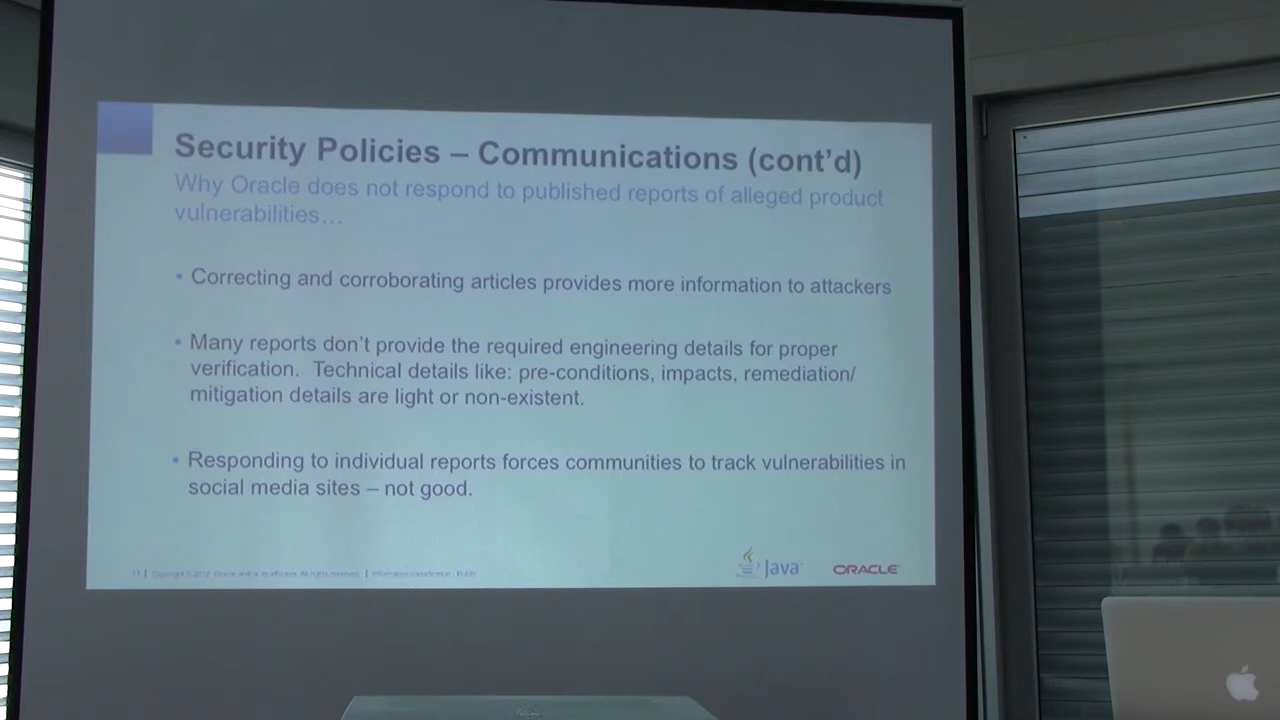 Security Policies – Communications (cont’d)
Why Oracle does not respond to published reports of alleged product
vulnerabilities…
▪ Correcting and corroborating articles provides more information to attackers
▪ Many reports don’t provide the required engineering details for proper
verification.  Technical details like: pre-conditions, impacts, remediation/
mitigation details are light or non-existent.
▪ Responding to individual reports forces communities to track vulnerabilities in
social media sites – not good.
Java ORACLE